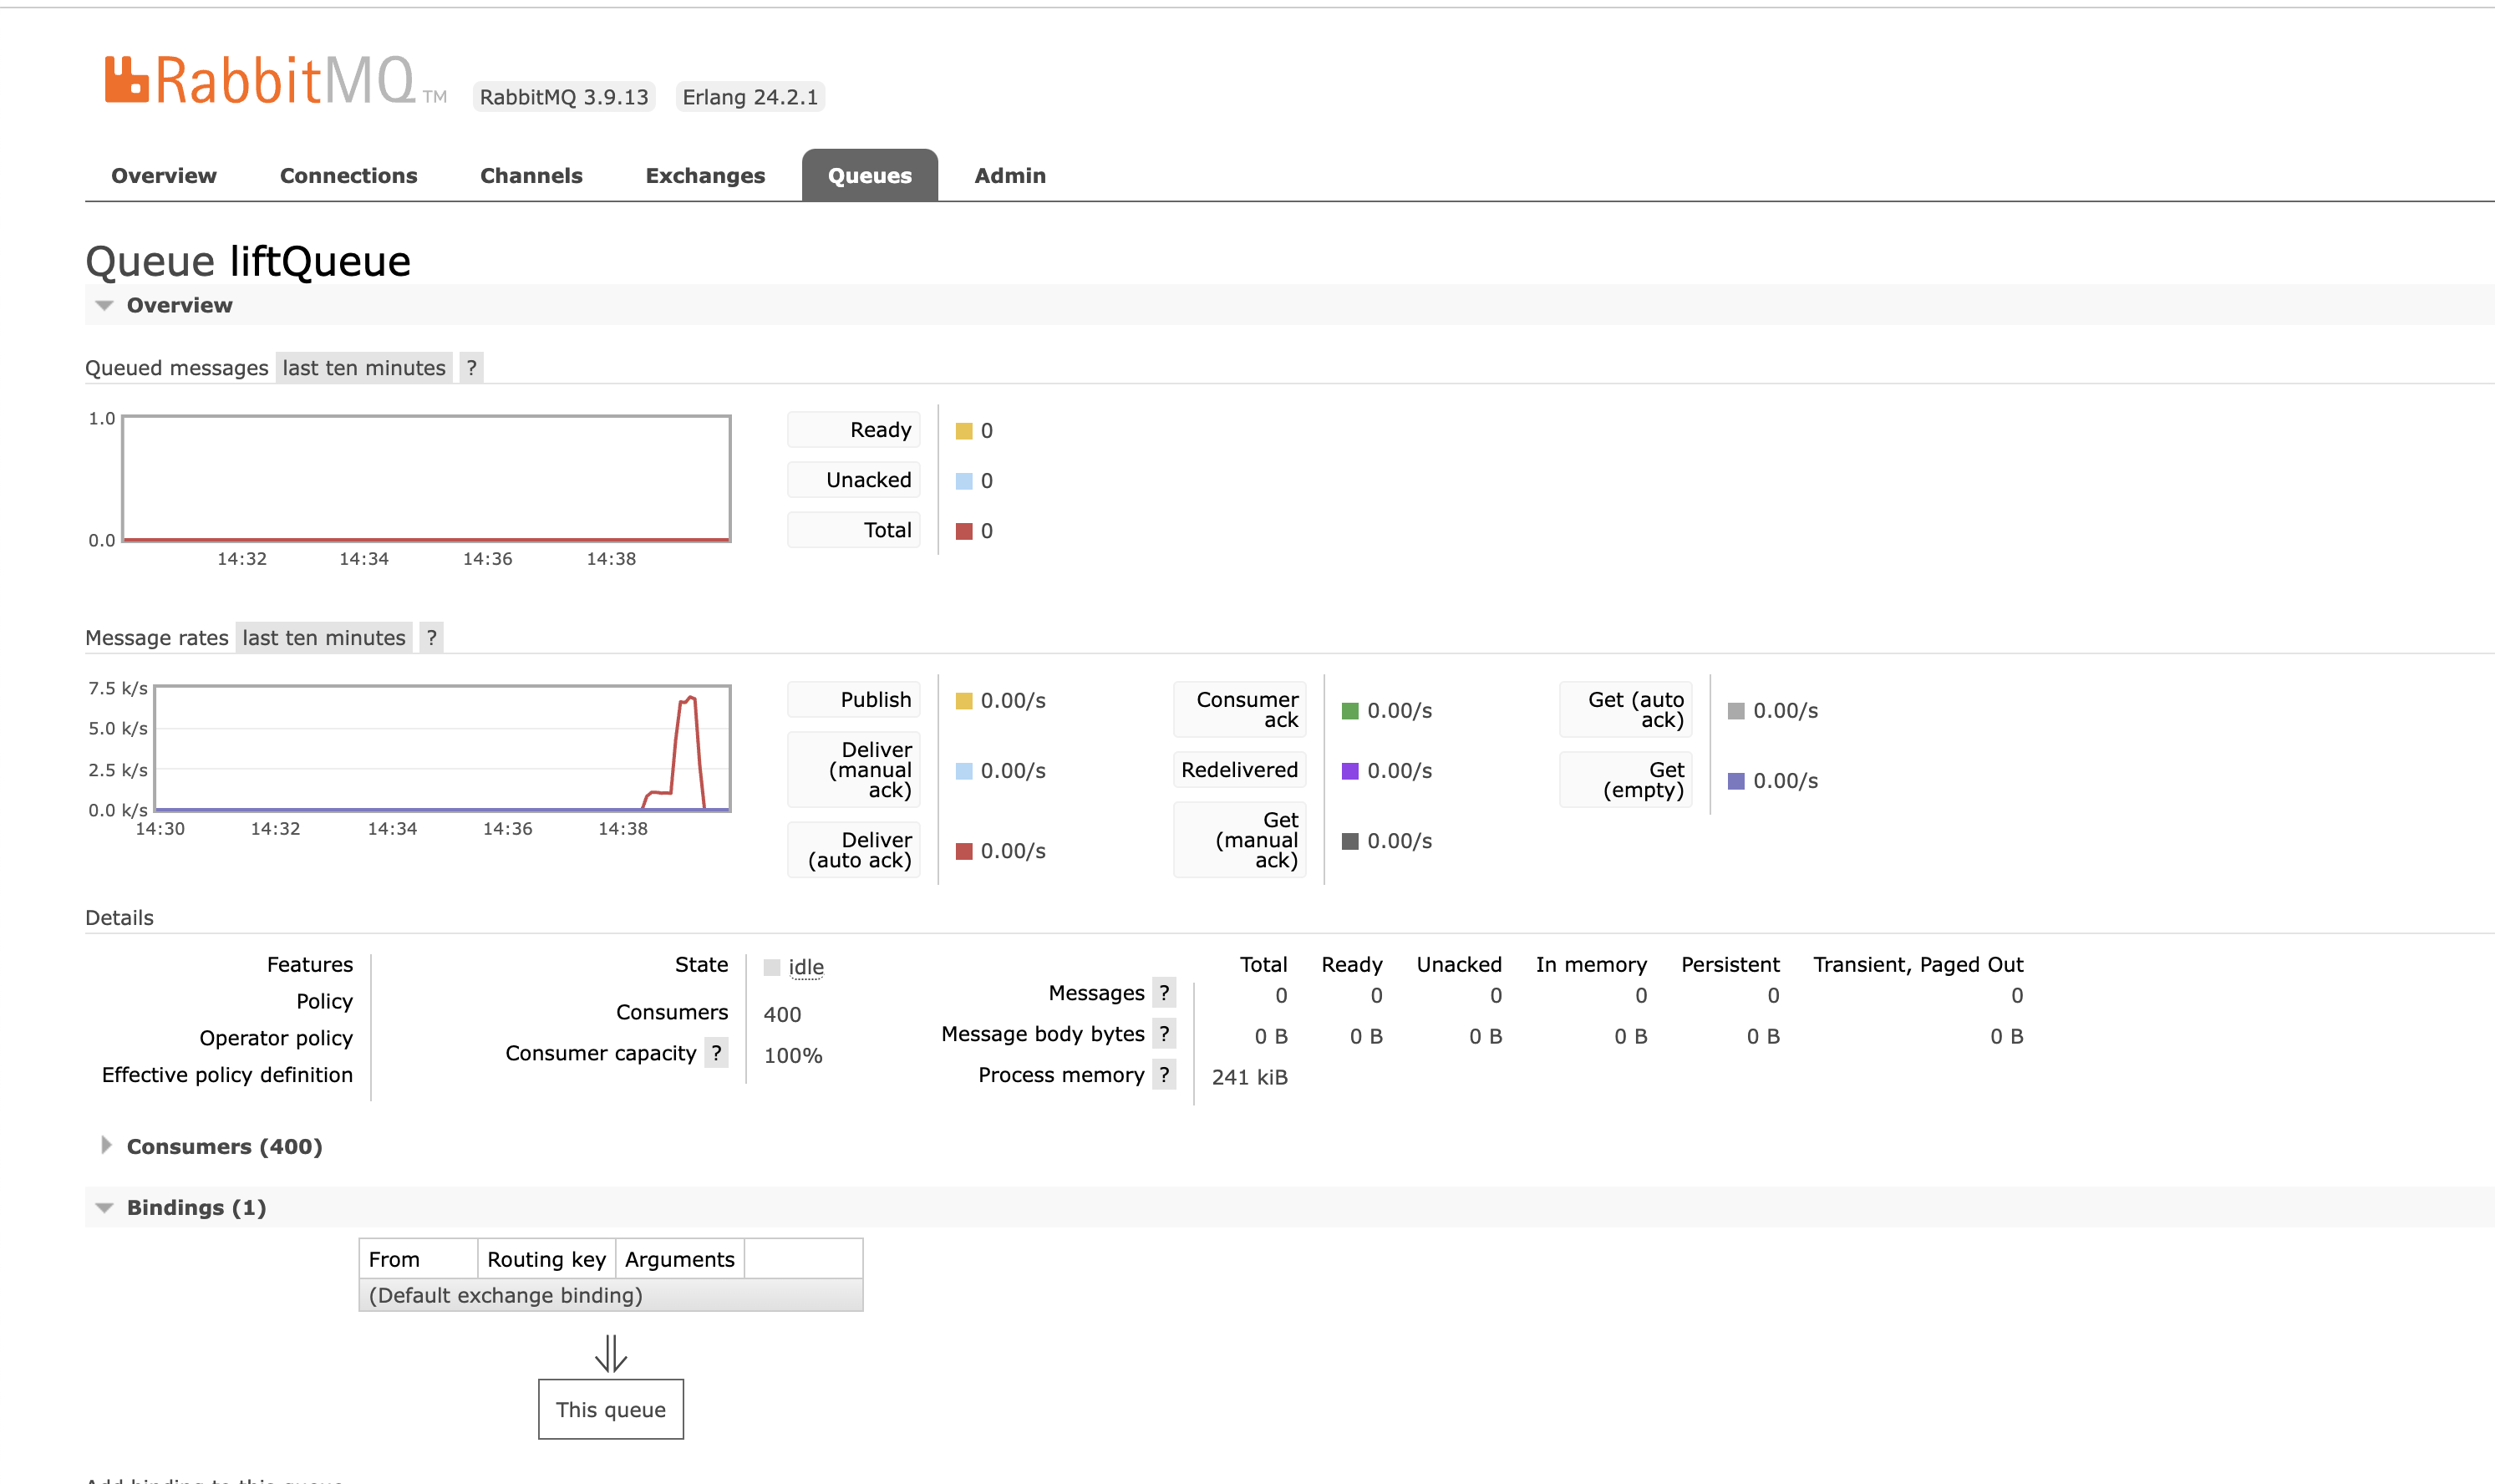 RabbitMQ TM RabbitMQ 3.9.13 Erlang 24.2.1
Overview Connections Channels Exchanges Queues Admin
Queue liftQueue
Overview
Queued messages last ten minutes ?
1.0
0.0
14:32 14:34 14:36 14:38
Ready 0
Unacked 0
Total 0
Message rates last ten minutes ?
7.5 k/s
5.0 k/s
2.5 k/s
0.0 k/s
14:30 14:32 14:34 14:36 14:38
Publish 0.00/s
Deliver
(manual
ack) 0.00/s
Deliver
(auto ack) 0.00/s
Consumer
ack 0.00/s
Redelivered 0.00/s
Get
(manual
ack) 0.00/s
Get (auto
ack) 0.00/s
Get
(empty) 0.00/s
Details
Features
Policy
Operator policy
Effective policy definition
State idle
Consumers 400
Consumer capacity ? 100%
Total Ready Unacked In memory Persistent Transient, Paged Out
Messages ? 0 0 0 0 0 0
Message body bytes ? 0 B 0 B 0 B 0 B 0 B 0 B
Process memory ? 241 kiB
Consumers (400)
Bindings (1)
From Routing key Arguments
(Default exchange binding)
⇓
This queue
Add binding to this queue